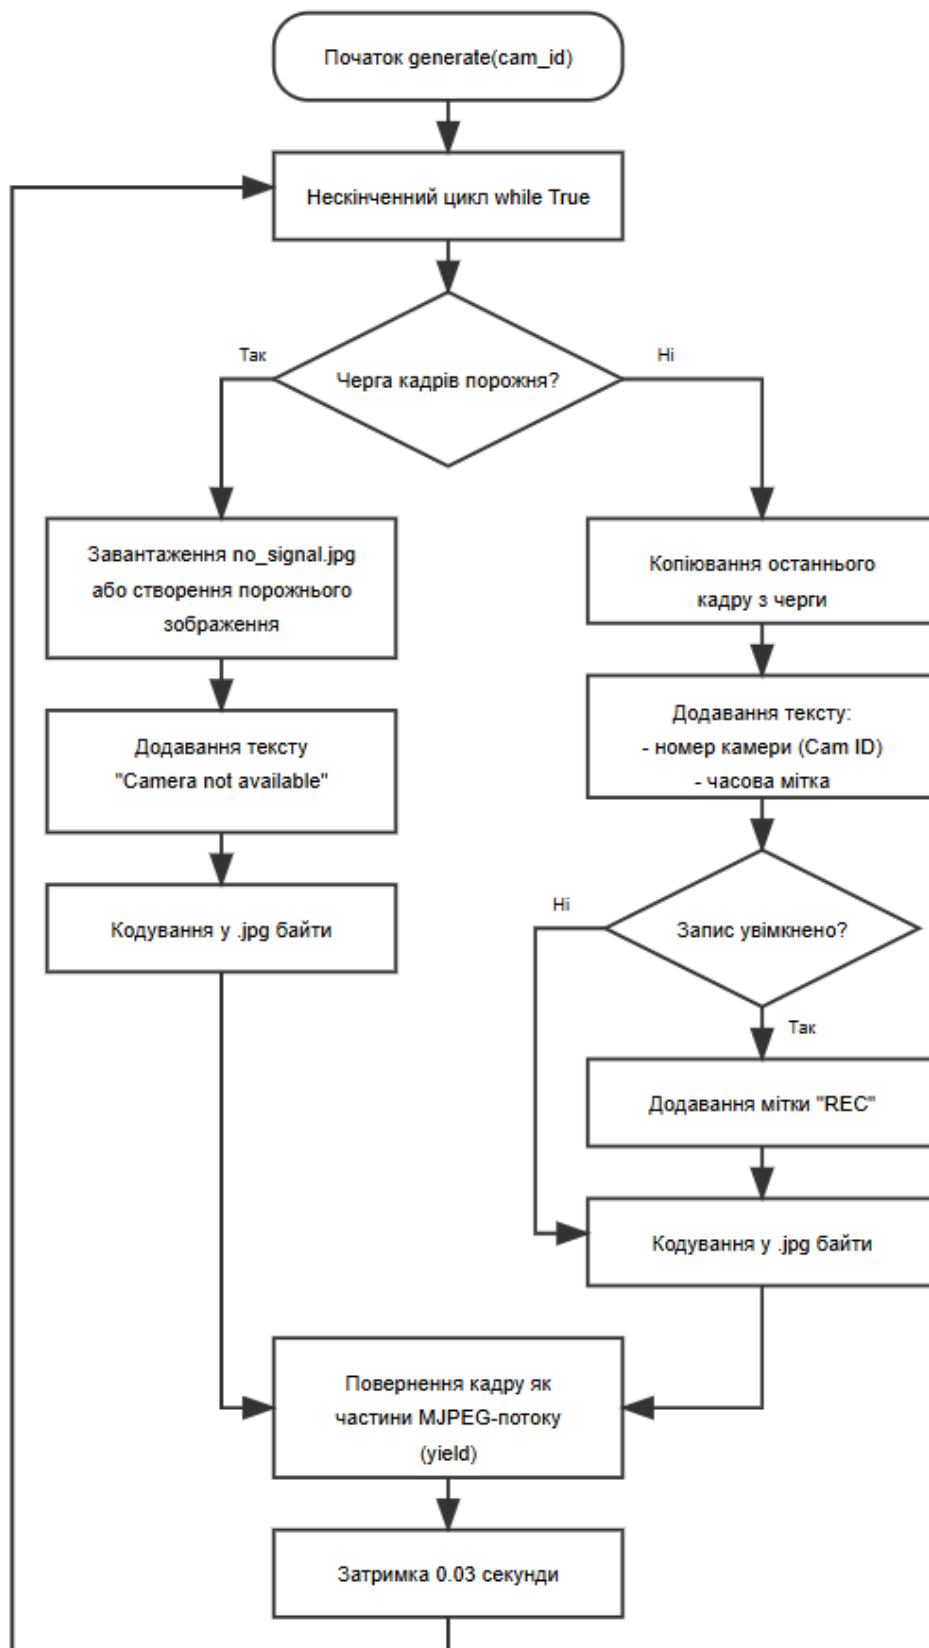 Початок generate(cam_id)
Нескінченний цикл while True
Так
Ні
Черга кадрів порожня?
Завантаження no_signal.jpg
або створення порожнього
зображення
Додавання тексту
"Camera not available"
Кодування у .jpg байти
Копіювання останнього
кадру з черги
Додавання тексту:
- номер камери (Cam ID)
- часова мітка
Ні
Запис увімкнено?
Так
Додавання мітки "REC"
Кодування у .jpg байти
Повернення кадру як
частини MJPEG-потоку
(yield)
Затримка 0.03 секунди